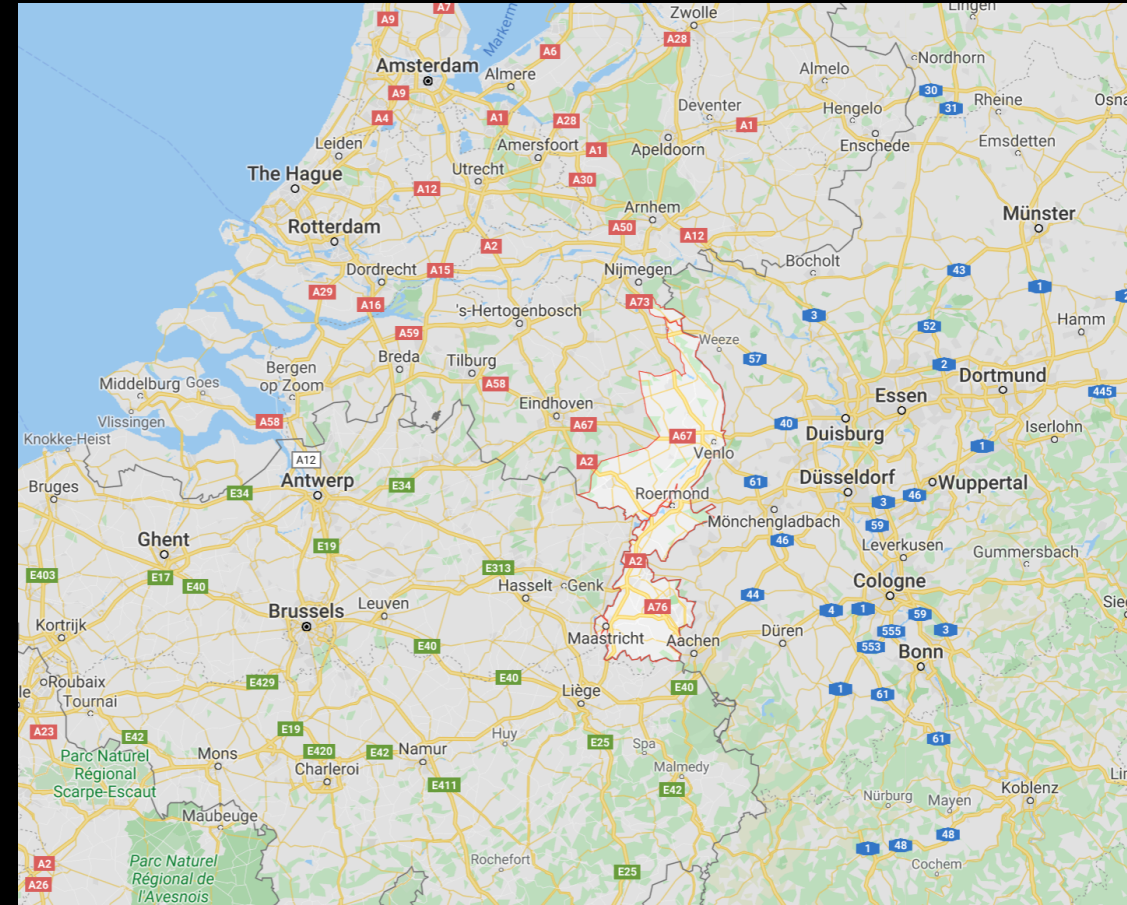 A7
Zwolle
Lingen
A9
Markerm
A28
A6
Nordhorn
Amsterdam
Almere
Almelo
A9
30
Rheine
Osna
31
Deventer
Hengelo
A4
A1
A28
A1
Emsdetten
Leiden
Amersfoort
A1
Apeldoorn
Enschede
Utrecht
The Hague
A12
A30
Arnhem
Münster
Rotterdam
A50
A12
A2
Bocholt
Dordrecht
A15
Nijmegen
43
A29
A16
A73
1
2
's-Hertogenbosch
3
Hamm
A59
Weeze
52
Breda
Tilburg
57
2
Bergen
op Zoom
Middelburg
Goes
A58
Essen
Dortmund
445
Eindhoven
Vlissingen
A58
A67
40
Duisburg
Iserlohn
Knokke-Heist
A67
1
A12
A2
Venlo
Bruges
Antwerp
E34
E34
61
Düsseldorf
Wuppertal
Roermond
3
46
Mönchengladbach
59
Ghent
E19
46
Leverkusen
Gummersbach
E403
E17
E40
E313
A2
Hasselt
Genk
Cologne
Brussels
Leuven
A76
44
4
1
59
Sie
Kortrijk
Maastricht
Aachen
Düren
555
3
E40
553
Bonn
Roubaix
le
E429
E40
E40
1
61
Tournai
Liège
A23
E42
E19
Huy
E25
Spa
61
Parc Naturel
Régional
Scarpe-Escaut
Mons
E420
E42
Namur
Charleroi
Malmedy
Lin
E411
E42
Nürburg
Mayen
Koblenz
Maubeuge
48
A2
Parc Naturel
Régional de
l'Avesnois
Rochefort
1
48
Cochem
A26
E25